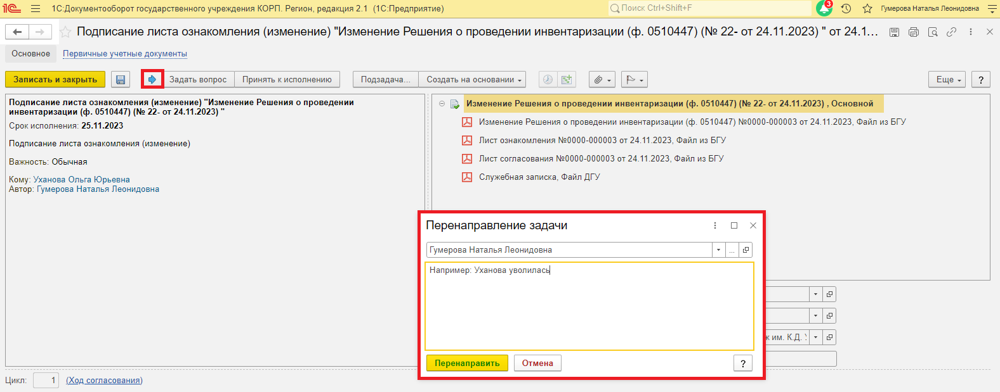 1С:Документооборот государственного учреждения КОРП. Регион, редакция 2.1 (1С:Предприятие)
Поиск Ctrl+Shift+F
3
Гумерова Наталья Леонидовна
Подписание листа ознакомления (изменение) "Изменение Решения о проведении инвентаризации (ф. 0510447) (№ 22- от 24.11.2023) " от 24.1...
Основное
Первичные учетные документы
Записать и закрыть
Задать вопрос
Принять к исполнению
Подзадача...
Создать на основании
Еще
?
Подписание листа ознакомления (изменение) "Изменение Решения о проведении
инвентаризации (ф. 0510447) (№ 22- от 24.11.2023) "
Срок исполнения: 25.11.2023
Подписание листа ознакомления (изменение)
Важность: Обычная
Кому: Уханова Ольга Юрьевна
Автор: Гумерова Наталья Леонидовна
Изменение Решения о проведении инвентаризации (ф. 0510447) (№ 22- от 24.11.2023) , Основной
Изменение Решения о проведении инвентаризации (ф. 0510447) №0000-000003 от 24.11.2023, Файл из БГУ
Лист ознакомления №0000-000003 от 24.11.2023, Файл из БГУ
Лист согласования №0000-000003 от 24.11.2023, Файл из БГУ
Служебная записка, Файл ДГУ
Перенаправление задачи
Гумерова Наталья Леонидовна
...
Например: Уханова уволилась
Перенаправить
Отмена
?
им. К.Д.
Цикл: 1 (Ход согласования)